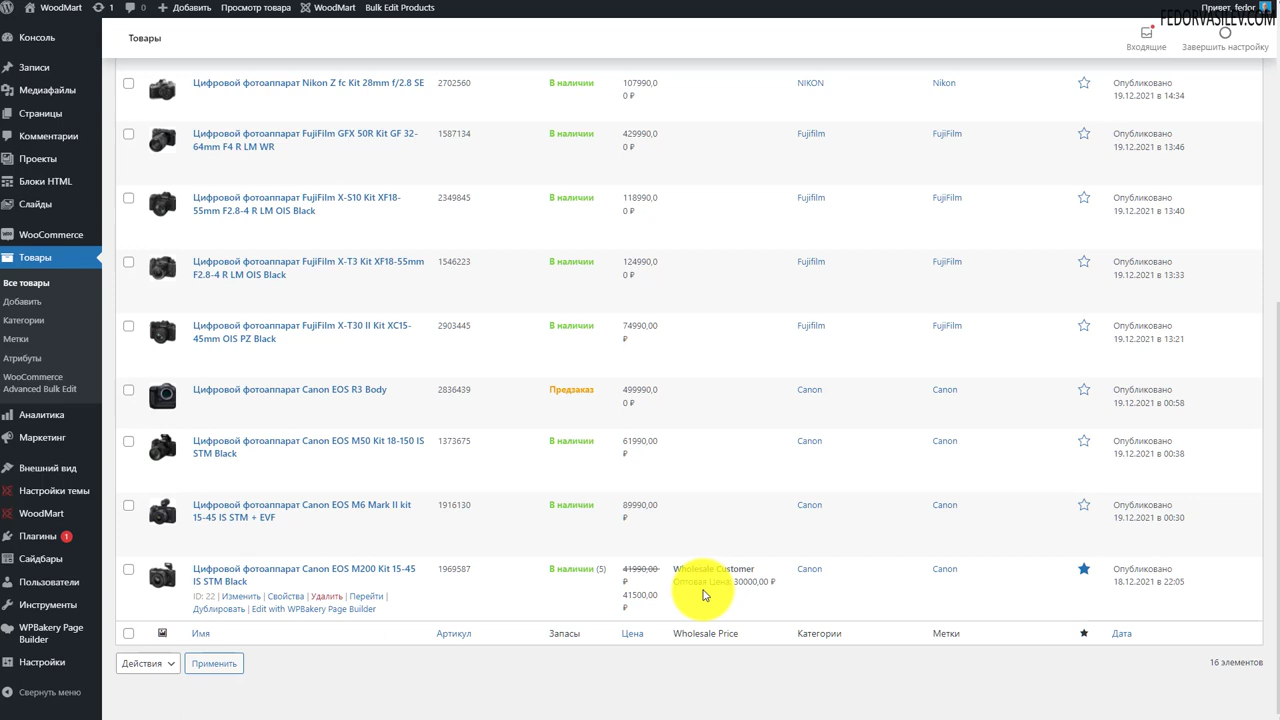 WoodMart 1 0 Добавить Просмотр товара WoodMart Bulk Edit Products Привет, fedor
FEDORVASILEV.COM
Консоль
Записи
Медиафайлы
Страницы
Комментарии
Проекты
Блоки HTML
Слайды
WooCommerce
Товары
Все товары
Добавить
Категории
Метки
Атрибуты
WooCommerce
Advanced Bulk Edit
Аналитика
Маркетинг
Внешний вид
Настройки темы
WoodMart
Плагины 1
Сайдбары
Пользователи
Инструменты
WPBakery Page
Builder
Настройки
Свернуть меню
Товары
Входящие Завершить настройку
Цифровой фотоаппарат Nikon Z fc Kit 28mm f/2.8 SE 2702560 В наличии 107990,0 NIKON Nikon Опубликовано
0 ₽ 19.12.2021 в 14:34
Цифровой фотоаппарат FujiFilm GFX 50R Kit GF 32- 1587134 В наличии 429990,0 Fujifilm FujiFilm Опубликовано
64mm F4 R LM WR 0 ₽ 19.12.2021 в 13:46
Цифровой фотоаппарат FujiFilm X-S10 Kit XF18- 2349845 В наличии 118990,0 Fujifilm FujiFilm Опубликовано
55mm F2.8-4 R LM OIS Black 0 ₽ 19.12.2021 в 13:40
Цифровой фотоаппарат FujiFilm X-T3 Kit XF18-55mm 1546223 В наличии 124990,0 Fujifilm FujiFilm Опубликовано
F2.8-4 R LM OIS Black 0 ₽ 19.12.2021 в 13:33
Цифровой фотоаппарат FujiFilm X-T30 II Kit XC15- 2903445 В наличии 74990,00 Fujifilm FujiFilm Опубликовано
45mm OIS PZ Black ₽ 19.12.2021 в 13:21
Цифровой фотоаппарат Canon EOS R3 Body 2836439 Предзаказ 499990,0 Canon Canon Опубликовано
0 ₽ 19.12.2021 в 00:58
Цифровой фотоаппарат Canon EOS M50 Kit 18-150 IS 1373675 В наличии 61990,00 Canon Canon Опубликовано
STM Black ₽ 19.12.2021 в 00:38
Цифровой фотоаппарат Canon EOS M6 Mark II kit 1916130 В наличии 89990,00 Canon Canon Опубликовано
15-45 IS STM + EVF ₽ 19.12.2021 в 00:30
Цифровой фотоаппарат Canon EOS M200 Kit 15-45 1969587 В наличии (5) 41990,00 Wholesale Customer Canon Canon Опубликовано
IS STM Black ₽ Оптовая Цена: 30000,00 ₽ 18.12.2021 в 22:05
ID: 22 | Изменить | Свойства | Удалить | Перейти | 41500,00
Дублировать | Edit with WPBakery Page Builder ₽
Имя Артикул Запасы Цена Wholesale Price Категории Метки Дата
Действия Применить 16 элементов